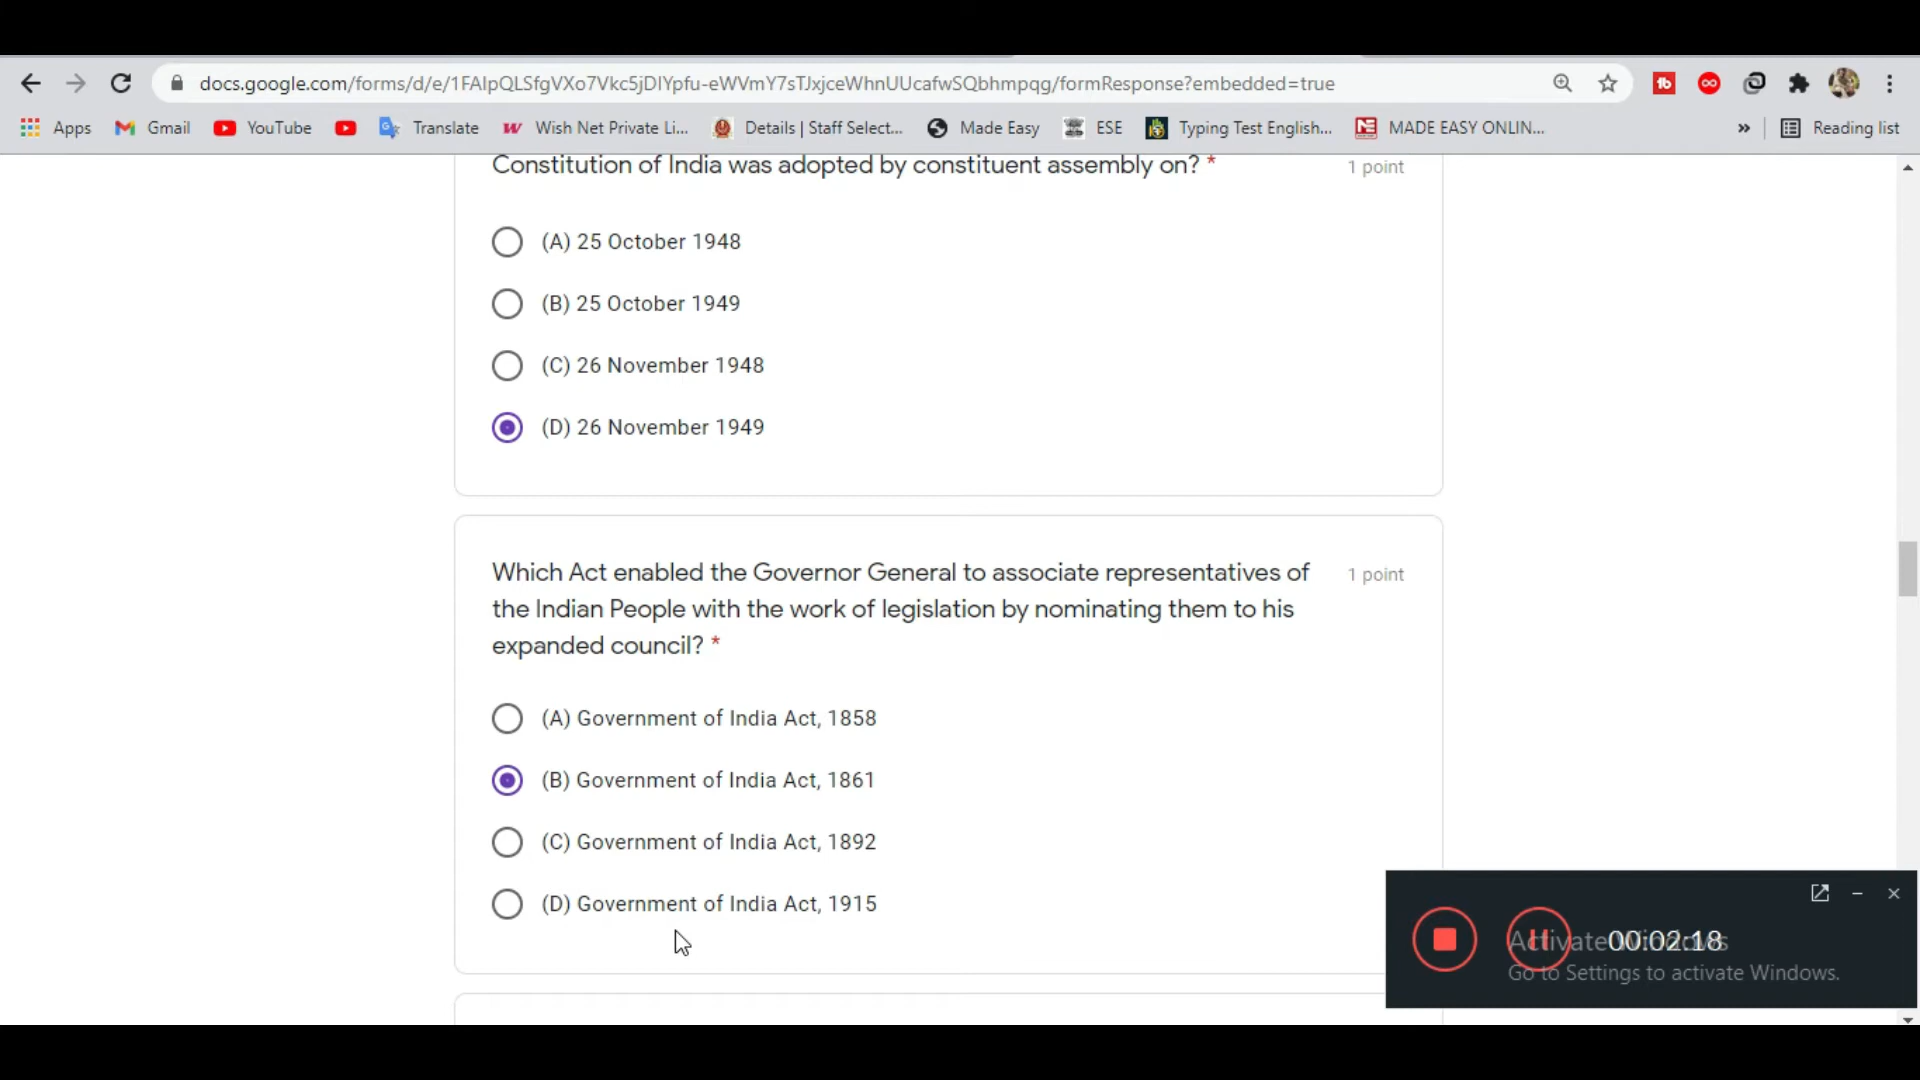 docs.google.com/forms/d/e/1FAIpQLSfgVXo7Vkc5jDlYpfu-eWVmY7sTJxjceWhnUUcafwSQbhmpqg/formResponse?embedded=true
Apps Gmail YouTube Translate Wish Net Private Li... Details | Staff Select... Made Easy ESE Typing Test English... MADE EASY ONLIN... » Reading list
Constitution of India was adopted by constituent assembly on? * 1 point
(A) 25 October 1948
(B) 25 October 1949
(C) 26 November 1948
(D) 26 November 1949
Which Act enabled the Governor General to associate representatives of 1 point
the Indian People with the work of legislation by nominating them to his
expanded council? *
(A) Government of India Act, 1858
(B) Government of India Act, 1861
(C) Government of India Act, 1892
(D) Government of India Act, 1915
Activate Windows
00:02:18
Go to Settings to activate Windows.